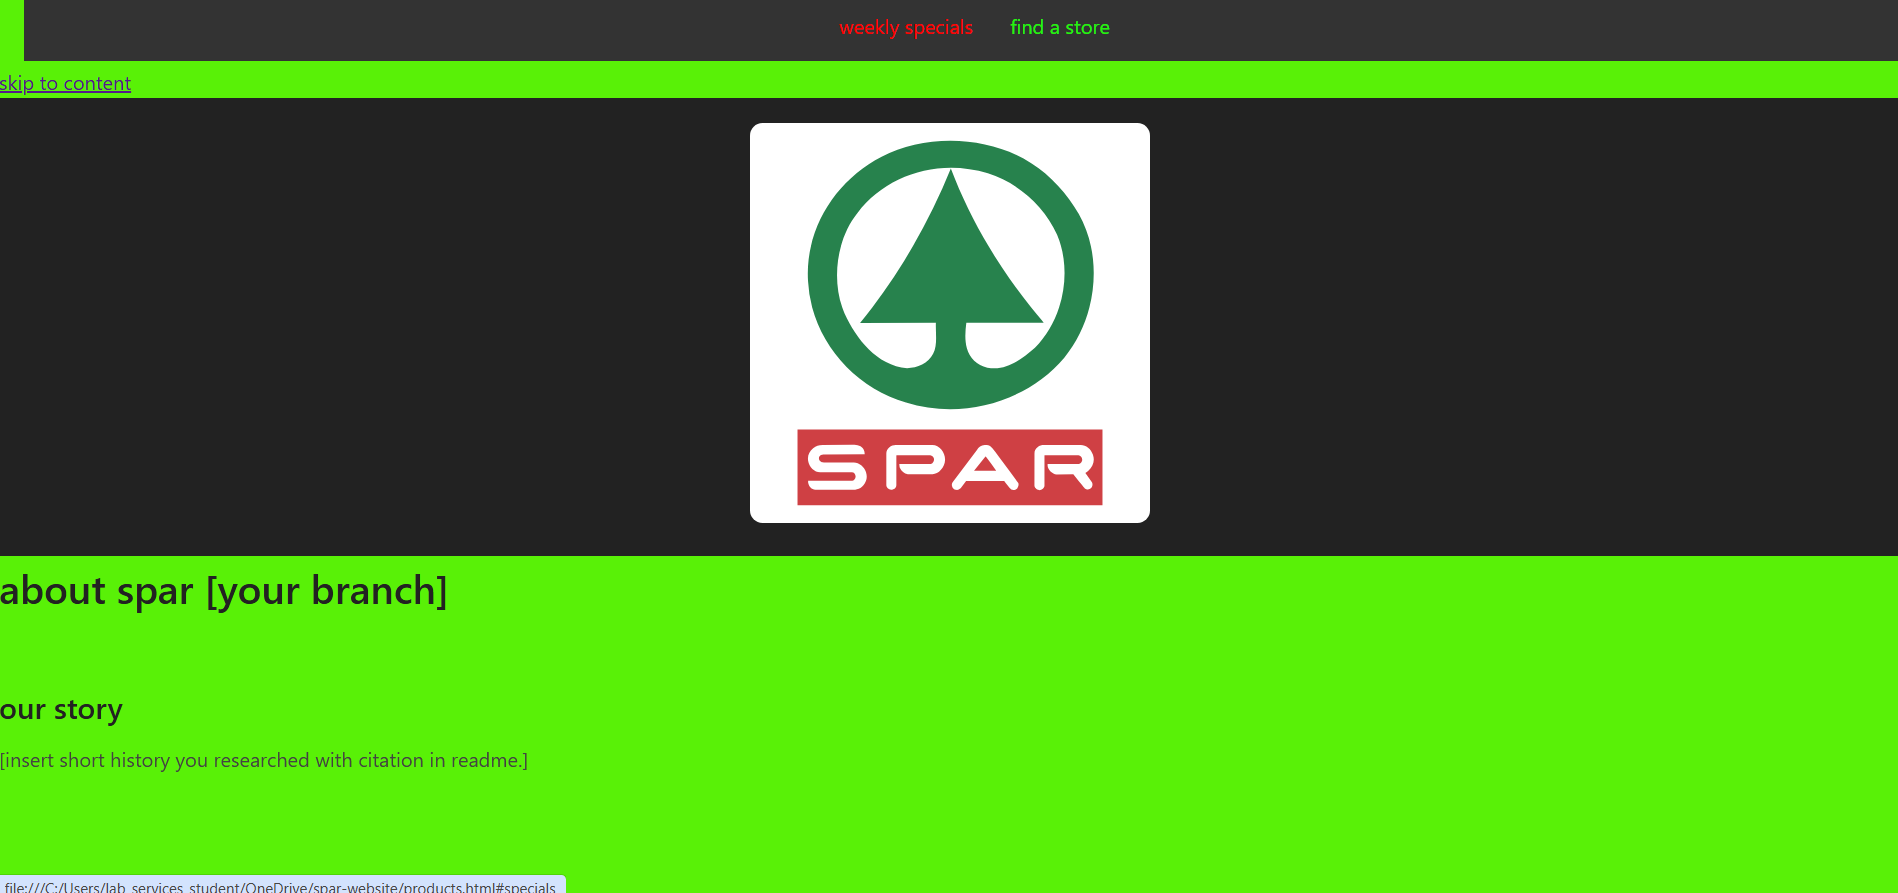 weekly specials find a store
skip to content
SPAR
about spar [your branch]
our story
[insert short history you researched with citation in readme.]
file:///C:/Users/lab_services_student/OneDrive/spar-website/products.html#specials